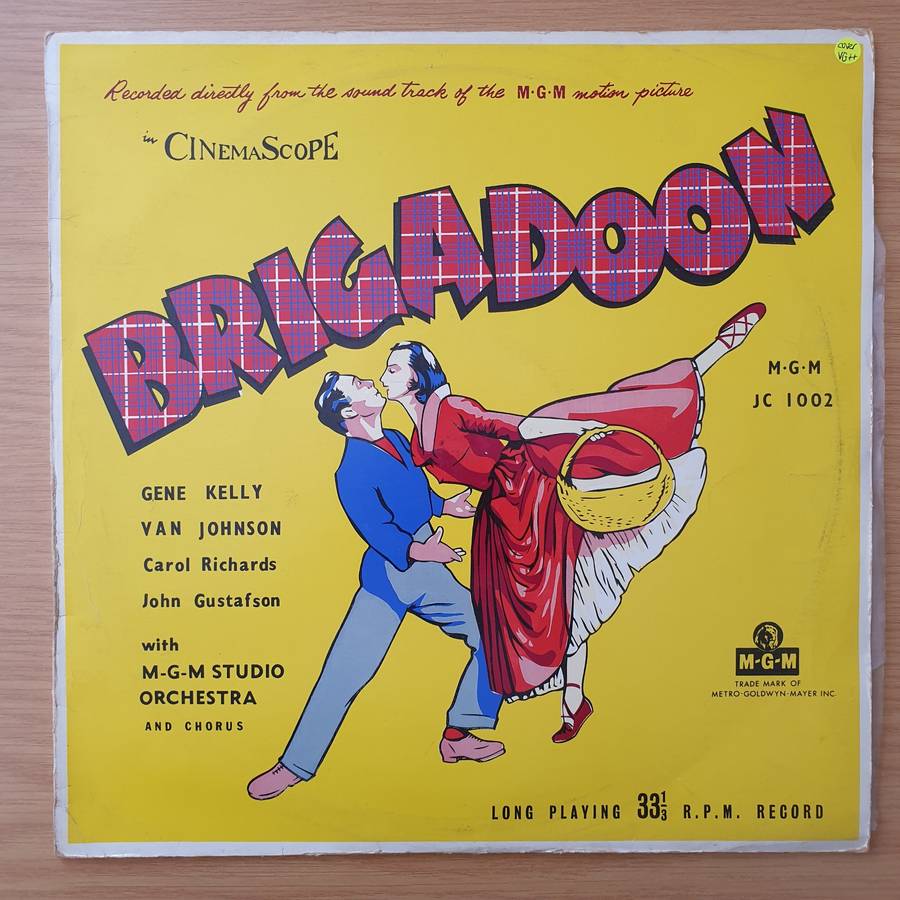 cover
VG++
Recorded directly from the sound track of the M·G·M motion picture
in CINEMASCOPE
BRIGADOON
M·G·M
JC 1002
GENE KELLY
VAN JOHNSON
Carol Richards
John Gustafson
with
M-G-M STUDIO
ORCHESTRA
AND CHORUS
M-G-M
TRADE MARK OF
METRO-GOLDWYN-MAYER INC.
LONG PLAYING 33⅓ R.P.M. RECORD